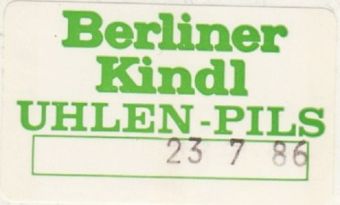 Berliner
Kindl
UHLEN-PILS
23 7 86